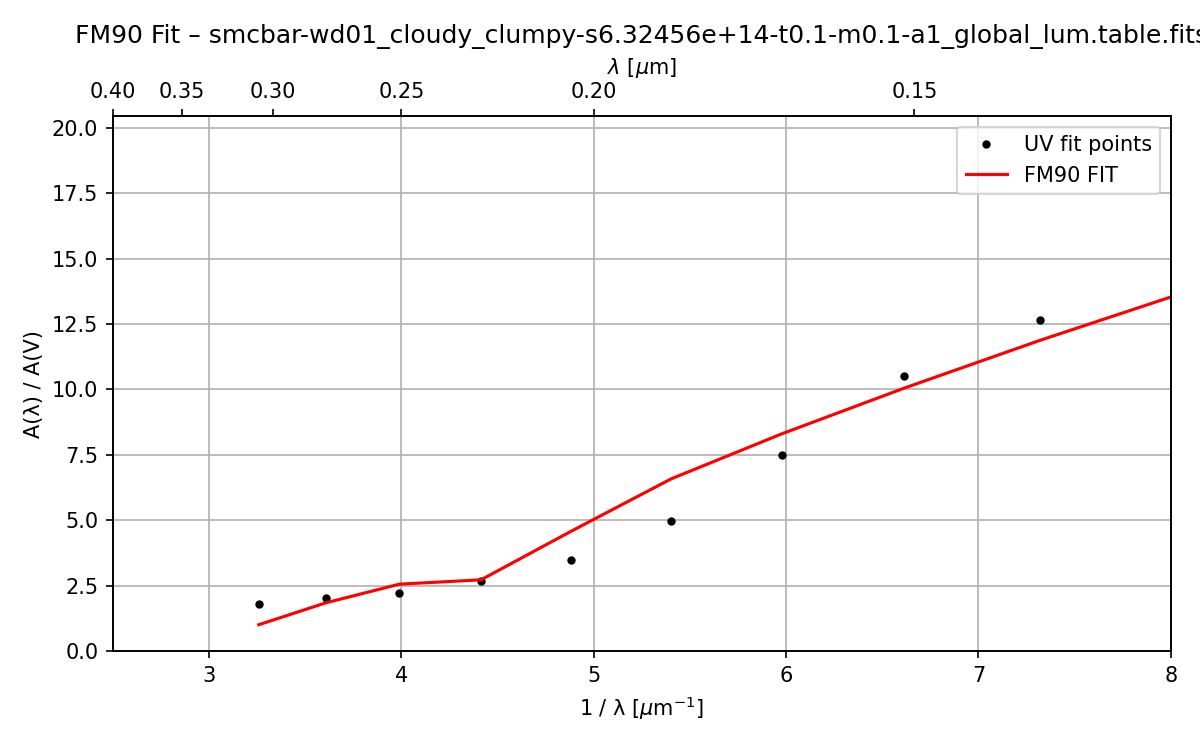 FM90 Fit – smcbar-wd01_cloudy_clumpy-s6.32456e+14-t0.1-m0.1-a1_global_lum.table.fits
λ [μm]
0.40 0.35 0.30 0.25 0.20 0.15
20.0
17.5
15.0
12.5
10.0
7.5
5.0
2.5
0.0
A(λ) / A(V)
UV fit points
FM90 FIT
3 4 5 6 7 8
1 / λ [μm⁻¹]